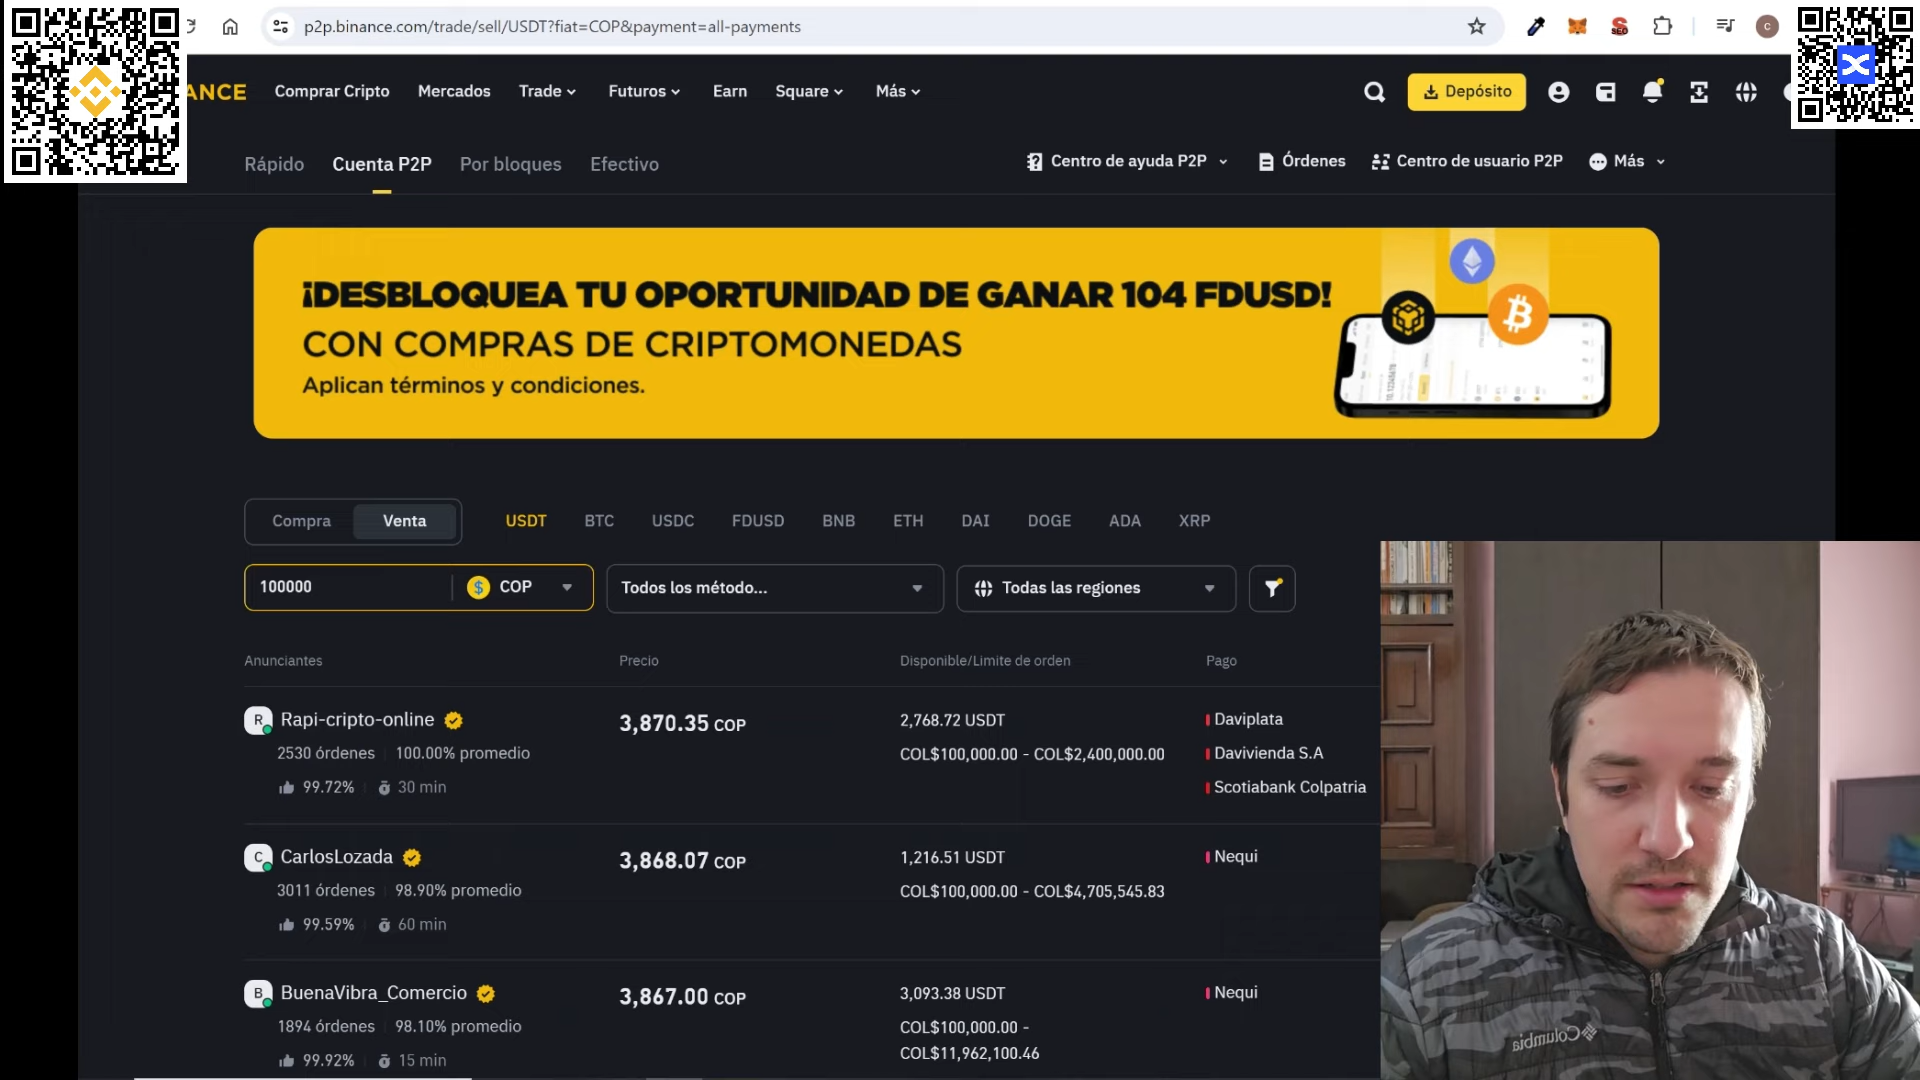 p2p.binance.com/trade/sell/USDT?fiat=COP&payment=all-payments
SEO
C
ANCE
Comprar Cripto
Mercados
Trade
Futuros
Earn
Square
Más
Depósito
Rápido
Cuenta P2P
Por bloques
Efectivo
Centro de ayuda P2P
Órdenes
Centro de usuario P2P
Más
¡DESBLOQUEA TU OPORTUNIDAD DE GANAR 104 FDUSD!
CON COMPRAS DE CRIPTOMONEDAS
Aplican términos y condiciones.
Compra
Venta
USDT
BTC
USDC
FDUSD
BNB
ETH
DAI
DOGE
ADA
XRP
100000
$ COP
Todos los método...
Todas las regiones
Anunciantes
Precio
Disponible/Limite de orden
Pago
R Rapi-cripto-online
3,870.35 COP
2,768.72 USDT
Daviplata
2530 órdenes
100.00% promedio
COL$100,000.00 - COL$2,400,000.00
Davivienda S.A
99.72%
30 min
Scotiabank Colpatria
C CarlosLozada
3,868.07 COP
1,216.51 USDT
Nequi
3011 órdenes
98.90% promedio
COL$100,000.00 - COL$4,705,545.83
99.59%
60 min
B BuenaVibra_Comercio
3,867.00 COP
3,093.38 USDT
Nequi
1894 órdenes
98.10% promedio
COL$100,000.00 -
COL$11,962,100.46
99.92%
15 min
Columbia